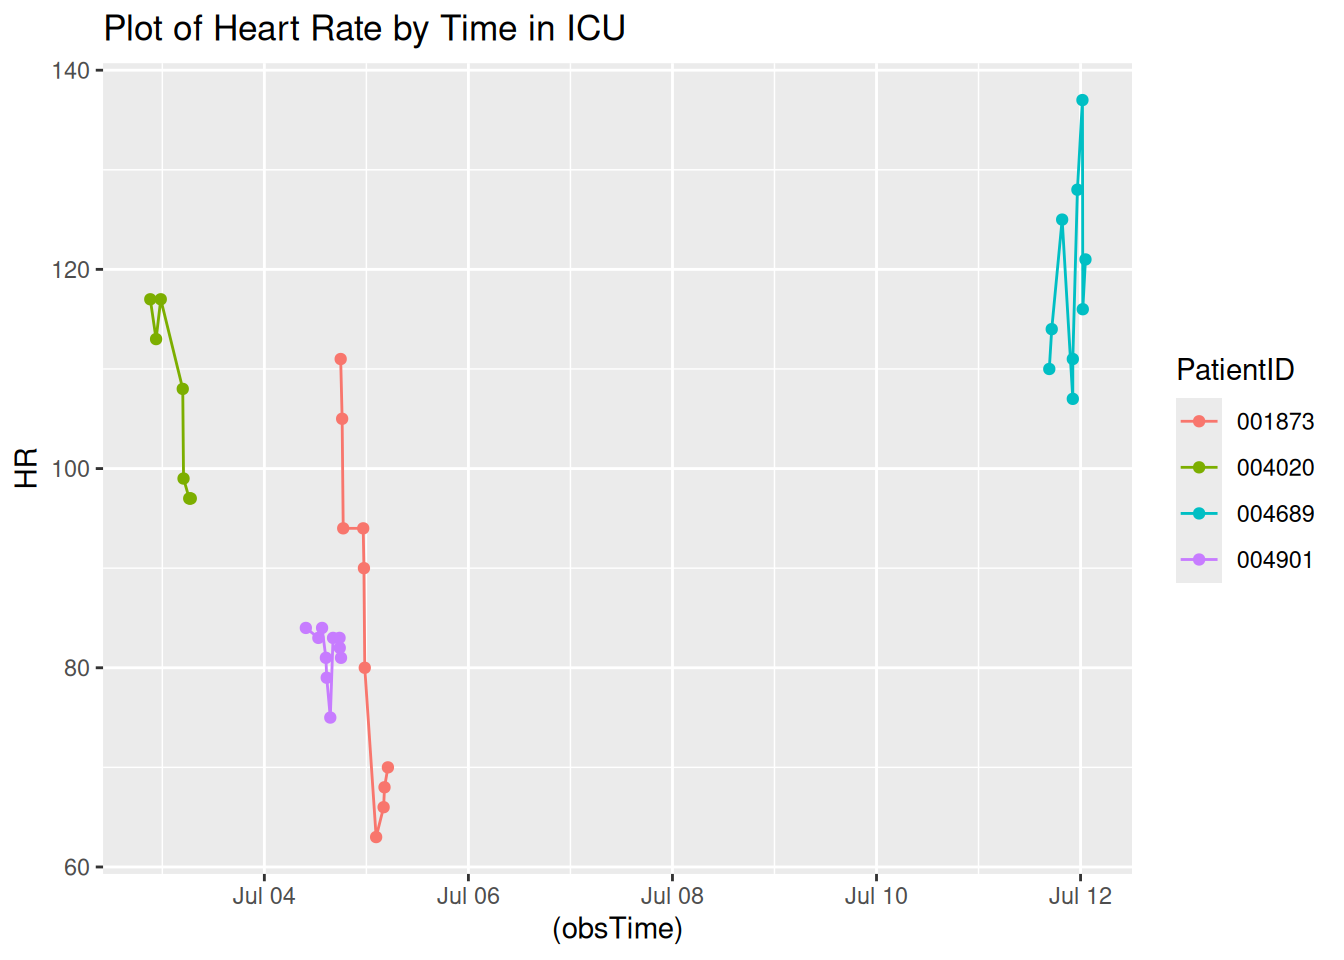 Plot of Heart Rate by Time in ICU
140
120
100
80
60
HR
Jul 04 Jul 06 Jul 08 Jul 10 Jul 12
(obsTime)
PatientID
001873
004020
004689
004901